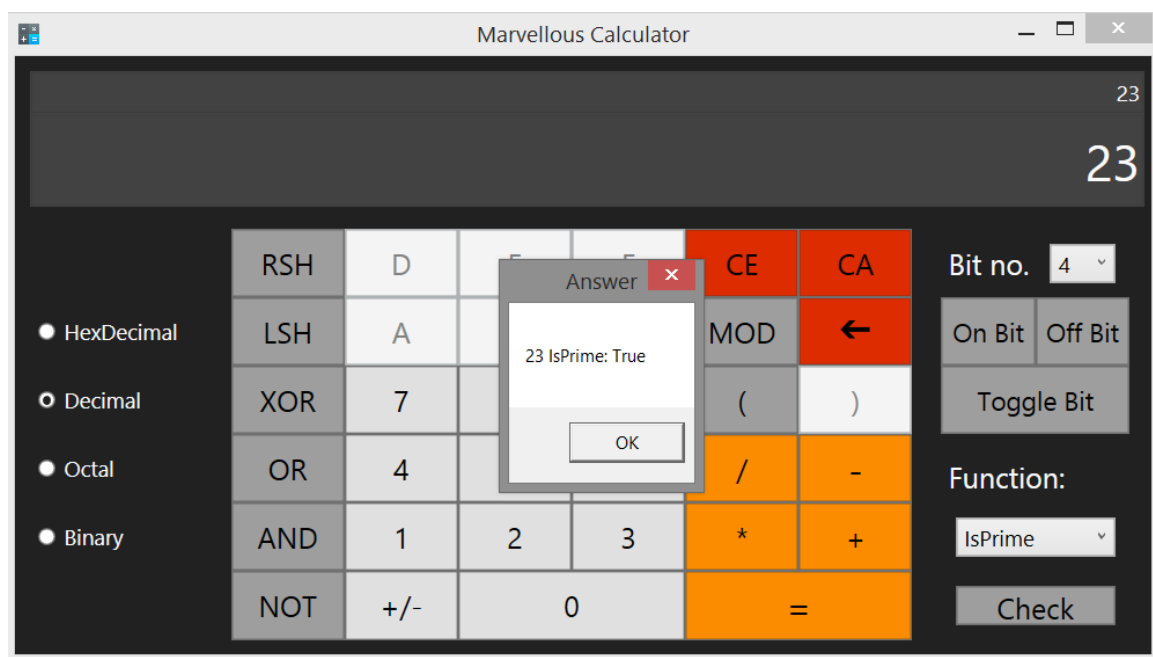 Marvellous Calculator
23
23
RSH D CE CA Bit no. 4
Answer
HexDecimal LSH A MOD ← On Bit Off Bit
23 IsPrime: True
Decimal XOR 7 ( ) Toggle Bit
OK
Octal OR 4 / - Function:
Binary AND 1 2 3 * + IsPrime
NOT +/- 0 = Check